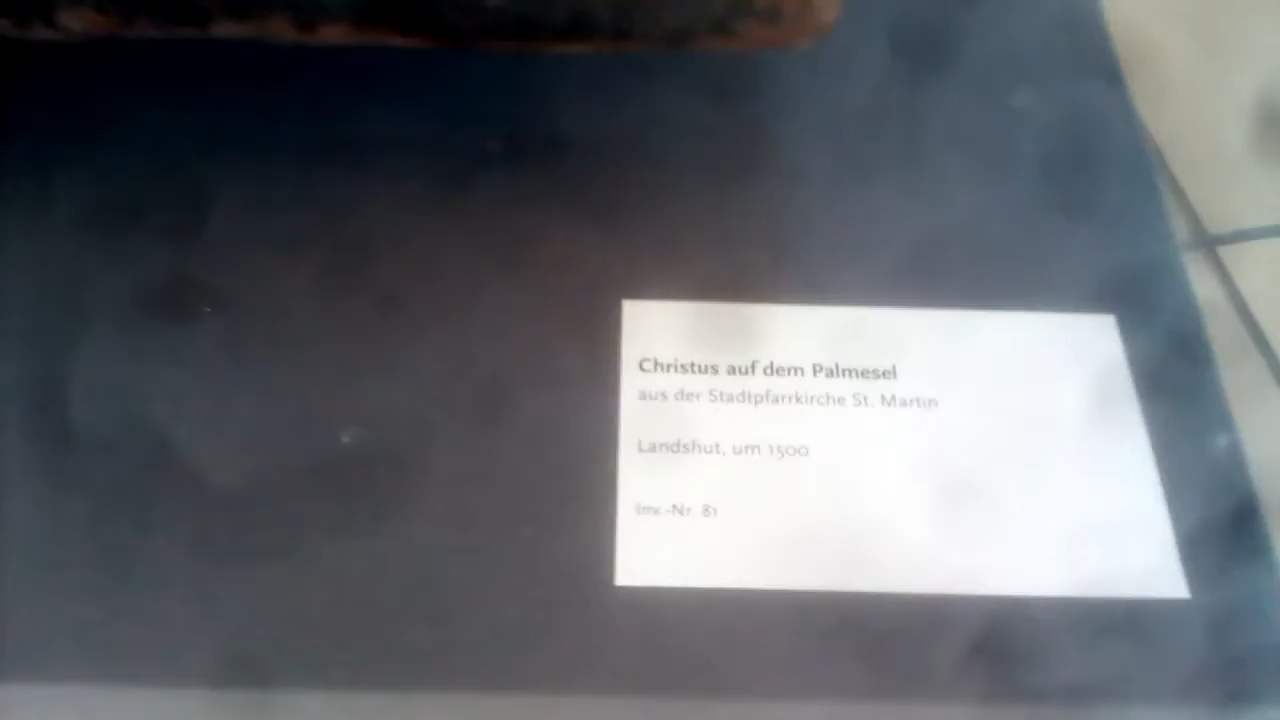 Christus auf dem Palmesel
aus der Stadtpfarrkirche St. Martin
Landshut, um 1500
Inv.-Nr. 81